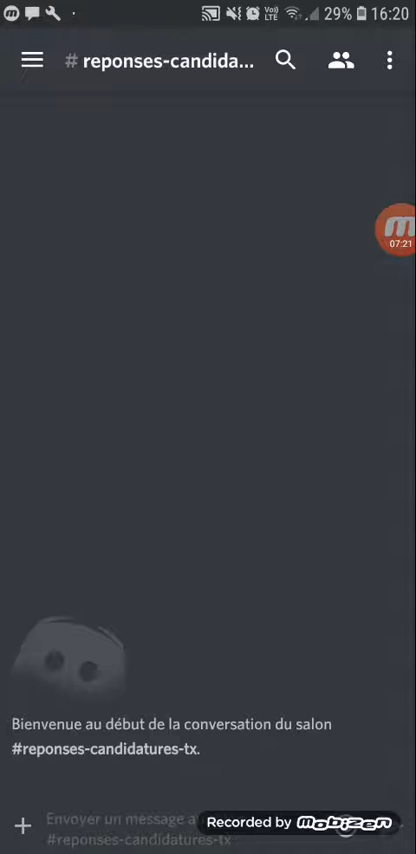 29% 16:20
# reponses-candida...
07:21
Bienvenue au début de la conversation du salon
#reponses-candidatures-tx.
Envoyer un message a
Recorded by mobizen
#reponses-candidatures-tx